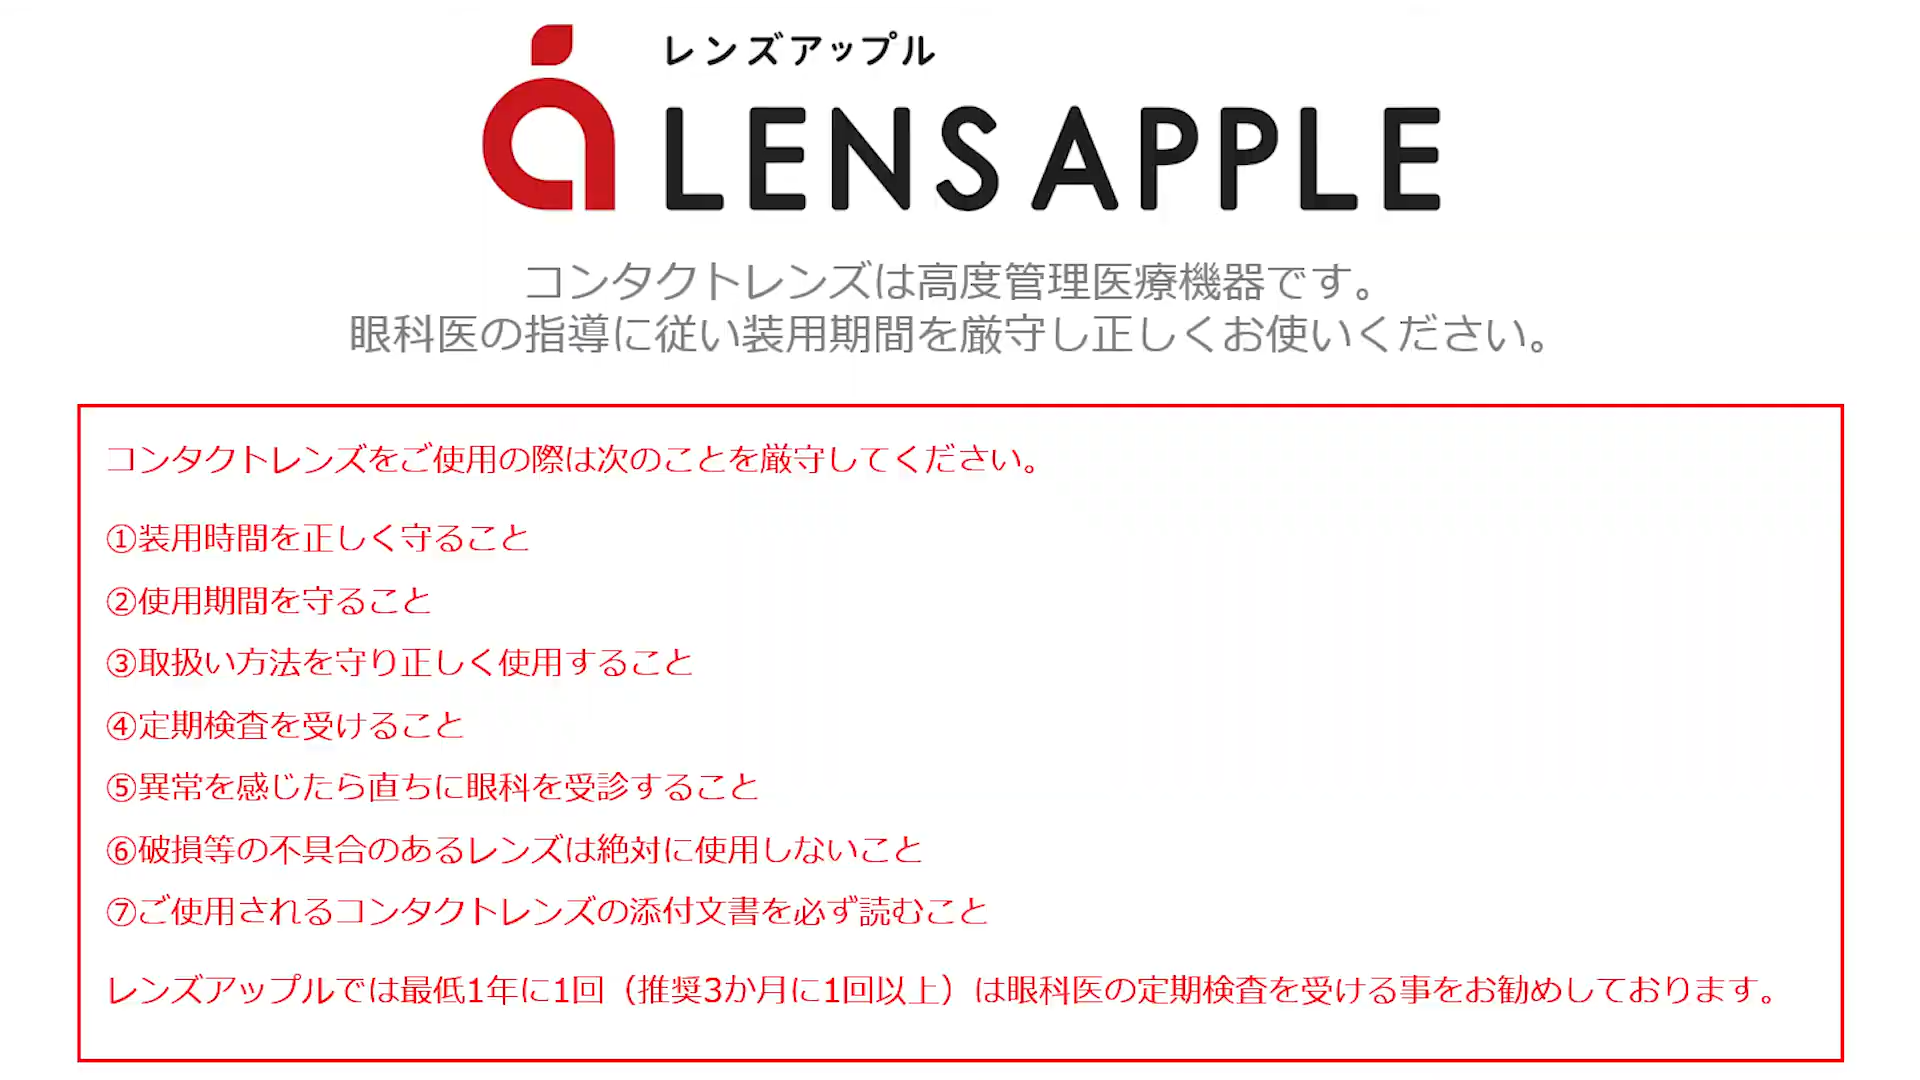 レンズアップル
LENS APPLE
コンタクトレンズは高度管理医療機器です。
眼科医の指導に従い装用期間を厳守し正しくお使いください。
コンタクトレンズをご使用の際は次のことを厳守してください。
①装用時間を正しく守ること
②使用期間を守ること
③取扱い方法を守り正しく使用すること
④定期検査を受けること
⑤異常を感じたら直ちに眼科を受診すること
⑥破損等の不具合のあるレンズは絶対に使用しないこと
⑦ご使用されるコンタクトレンズの添付文書を必ず読むこと
レンズアップルでは最低1年に1回（推奨3か月に1回以上）は眼科医の定期検査を受ける事をお勧めしております。